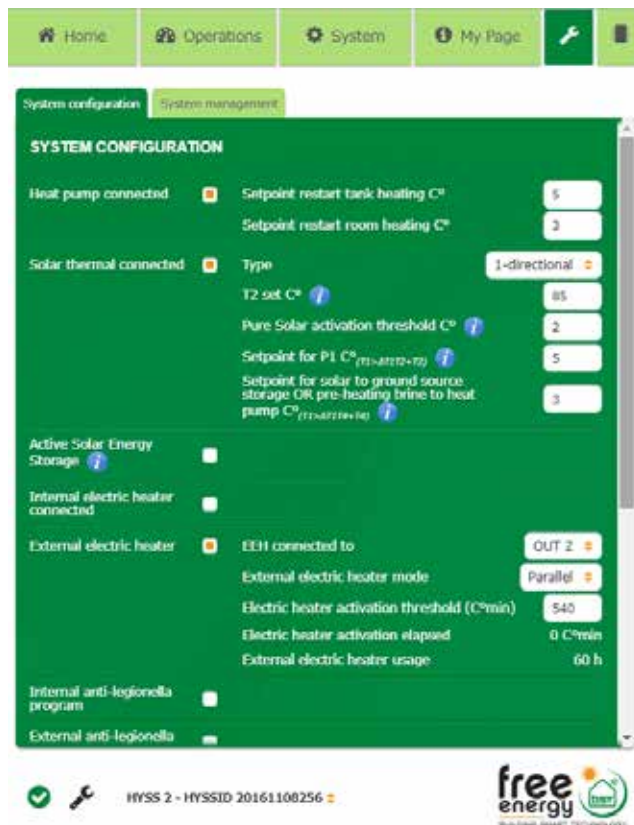 Home Operations System My Page
System configuration System management
SYSTEM CONFIGURATION
Heat pump connected Setpoint restart tank heating C° 5
Setpoint restart room heating C°
Solar thermal connected Type 1-directional
T2 set C° 85
Pure Solar activation threshold C° 2
Setpoint for P1 C° 5
Setpoint for solar to ground source
storage OR pre-heating brine to heat
pump C° 3
Active Solar Energy
Storage
Internal electric heater
connected
External electric heater EEH connected to OUT 2
External electric heater mode Parallel
Electric heater activation threshold (C°min) 540
Electric heater activation elapsed 0 C°min
External electric heater usage 60 h
Internal anti-legionella
program
External anti-legionella
HYSS 2 - HYSSID 20161108256
free
energy